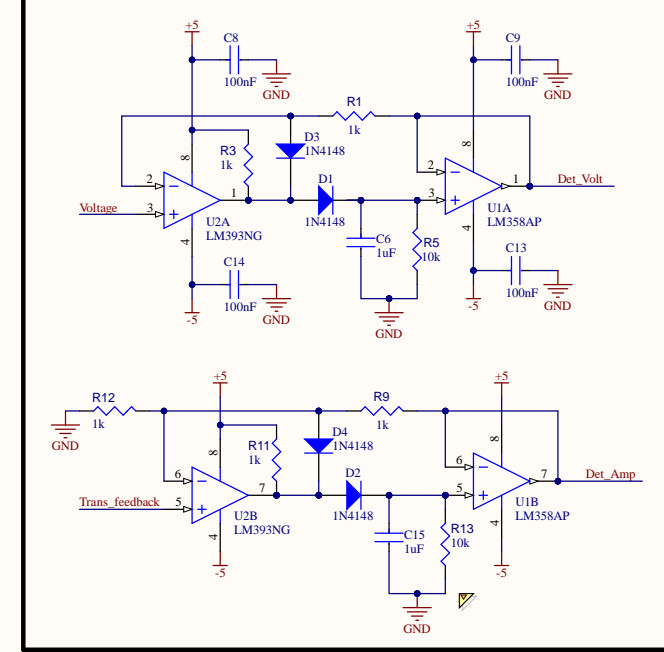 +5
C8
100nF
GND
+5
C9
100nF
GND
R1
1k
R3
1k
D3
1N4148
8
2
3
1
4
Voltage
U2A
LM393NG
D1
1N4148
C6
1uF
R5
10k
GND
8
2
3
1
4
Det_Volt
U1A
LM358AP
C14
100nF
GND
-5
C13
100nF
GND
-5
+5
+5
R12
1k
GND
R9
1k
R11
1k
D4
1N4148
8
6
5
7
4
Trans_feedback
U2B
LM393NG
-5
D2
1N4148
C15
1uF
R13
10k
GND
8
6
5
7
4
Det_Amp
U1B
LM358AP
-5